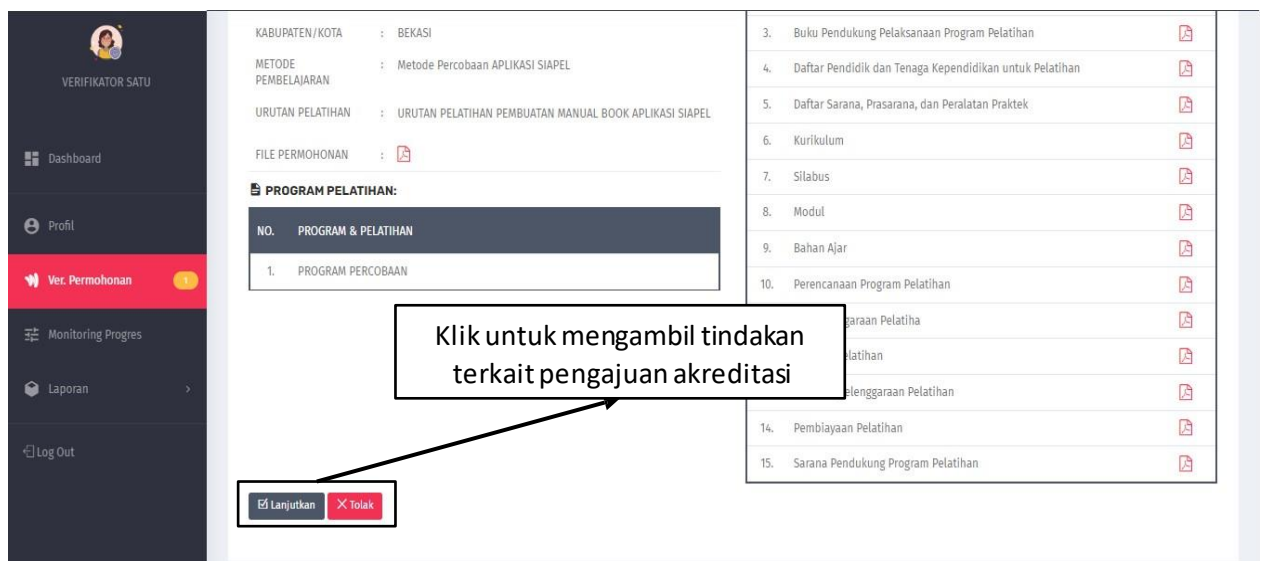 VERIFIKATOR SATU
Dashboard
Profil
Ver. Permohonan 1
Monitoring Progres
Laporan
Log Out
KABUPATEN/KOTA : BEKASI
METODE PEMBELAJARAN : Metode Percobaan APLIKASI SIAPEL
URUTAN PELATIHAN : URUTAN PELATIHAN PEMBUATAN MANUAL BOOK APLIKASI SIAPEL
FILE PERMOHONAN :
PROGRAM PELATIHAN:
NO. PROGRAM & PELATIHAN
1. PROGRAM PERCOBAAN
Klik untuk mengambil tindakan
terkait pengajuan akreditasi
Lanjutkan Tolak
3. Buku Pendukung Pelaksanaan Program Pelatihan
4. Daftar Pendidik dan Tenaga Kependidikan untuk Pelatihan
5. Daftar Sarana, Prasarana, dan Peralatan Praktek
6. Kurikulum
7. Silabus
8. Modul
9. Bahan Ajar
10. Perencanaan Program Pelatihan
garaan Pelatiha
elatihan
elenggaraan Pelatihan
14. Pembiayaan Pelatihan
15. Sarana Pendukung Program Pelatihan